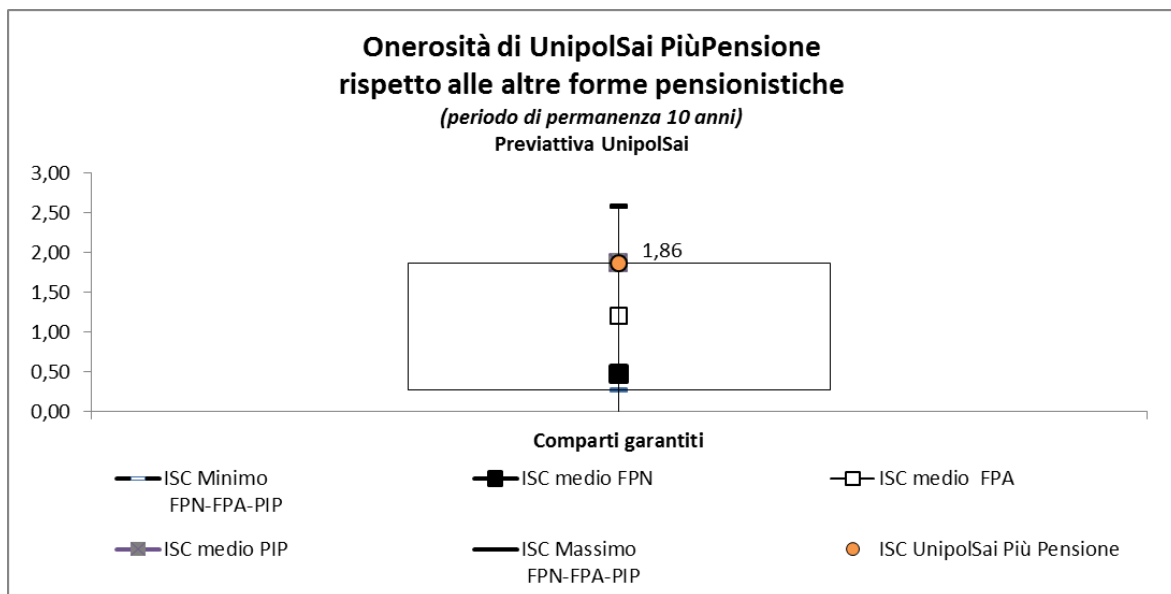 Onerosità di UnipolSai PiùPensione
rispetto alle altre forme pensionistiche
(periodo di permanenza 10 anni)
Previattiva UnipolSai
3,00
2,50
2,00
1,50
1,00
0,50
0,00
1,86
Comparti garantiti
ISC Minimo
FPN-FPA-PIP
ISC medio FPN
ISC medio FPA
ISC medio PIP
ISC Massimo
FPN-FPA-PIP
ISC UnipolSai Più Pensione